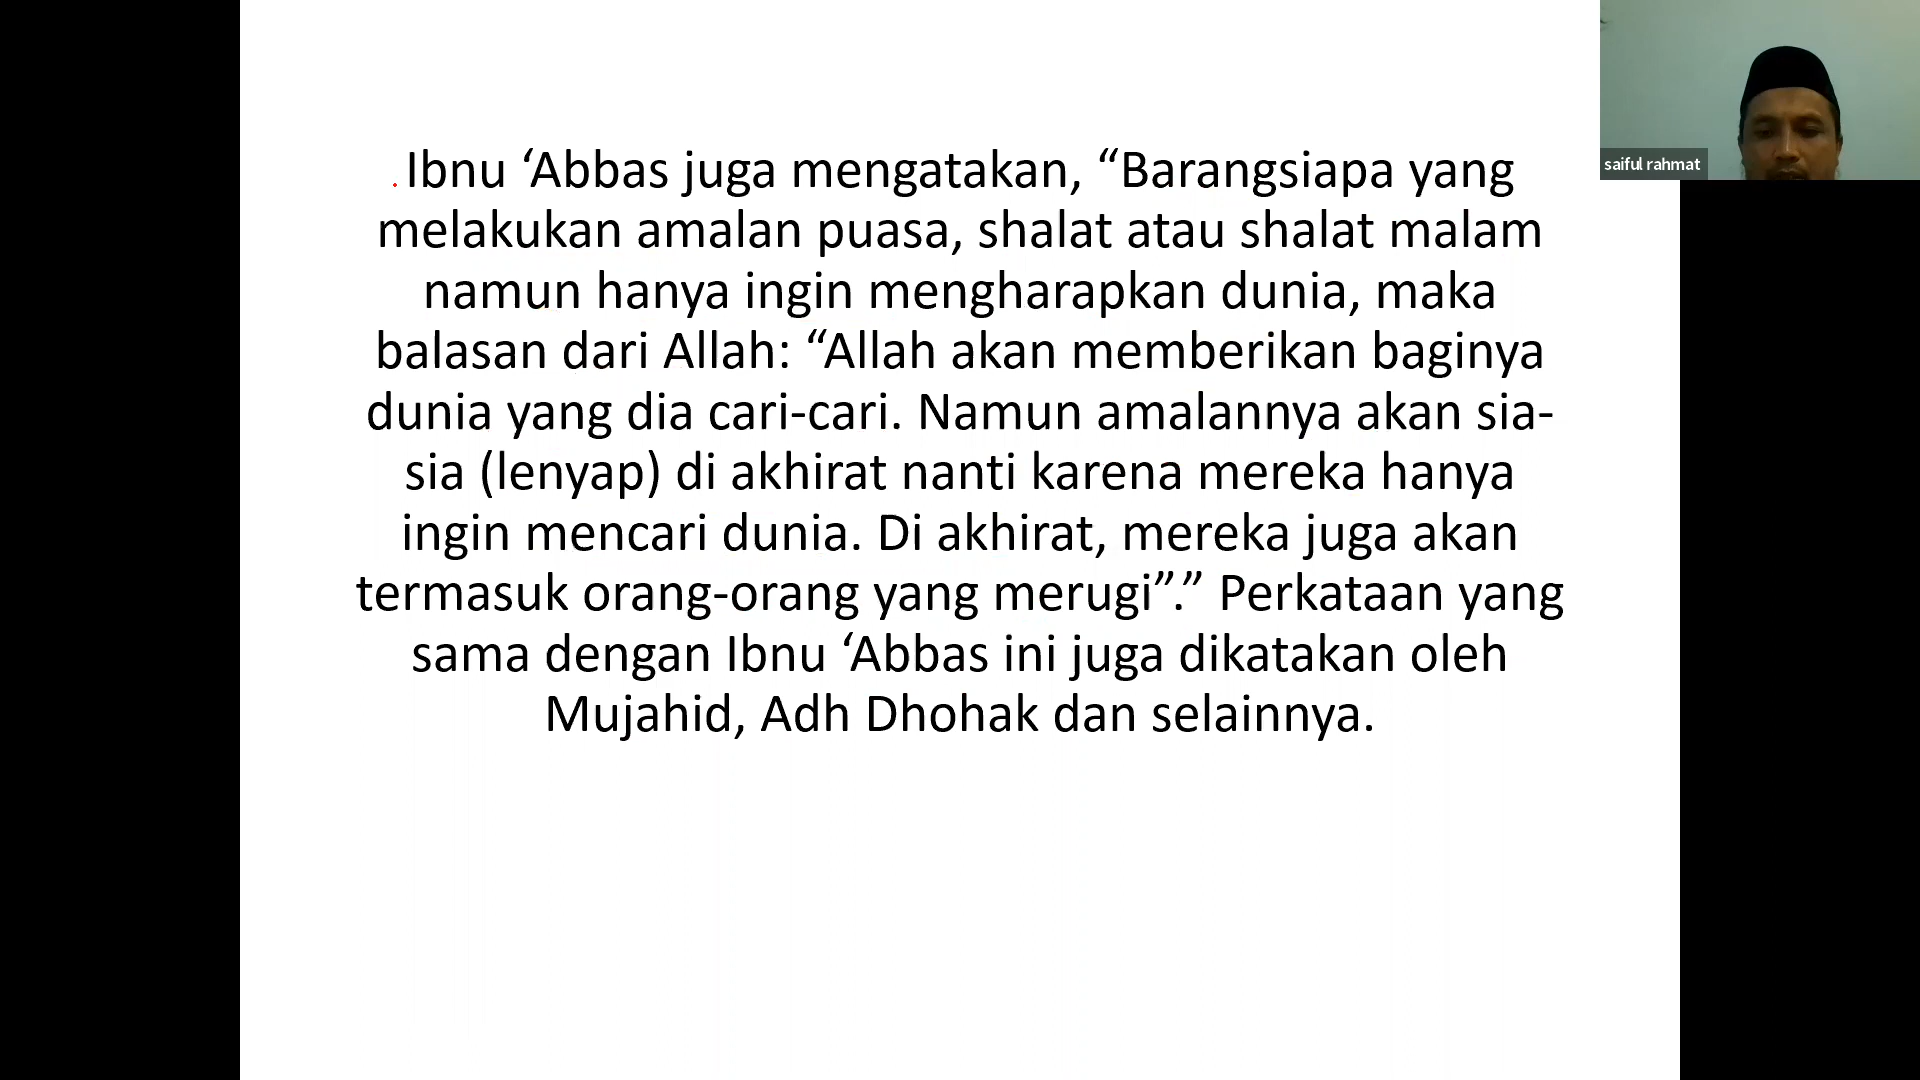 . Ibnu ‘Abbas juga mengatakan, “Barangsiapa yang
melakukan amalan puasa, shalat atau shalat malam
namun hanya ingin mengharapkan dunia, maka
balasan dari Allah: “Allah akan memberikan baginya
dunia yang dia cari-cari. Namun amalannya akan sia-
sia (lenyap) di akhirat nanti karena mereka hanya
ingin mencari dunia. Di akhirat, mereka juga akan
termasuk orang-orang yang merugi”.” Perkataan yang
sama dengan Ibnu ‘Abbas ini juga dikatakan oleh
Mujahid, Adh Dhohak dan selainnya.
saiful rahmat